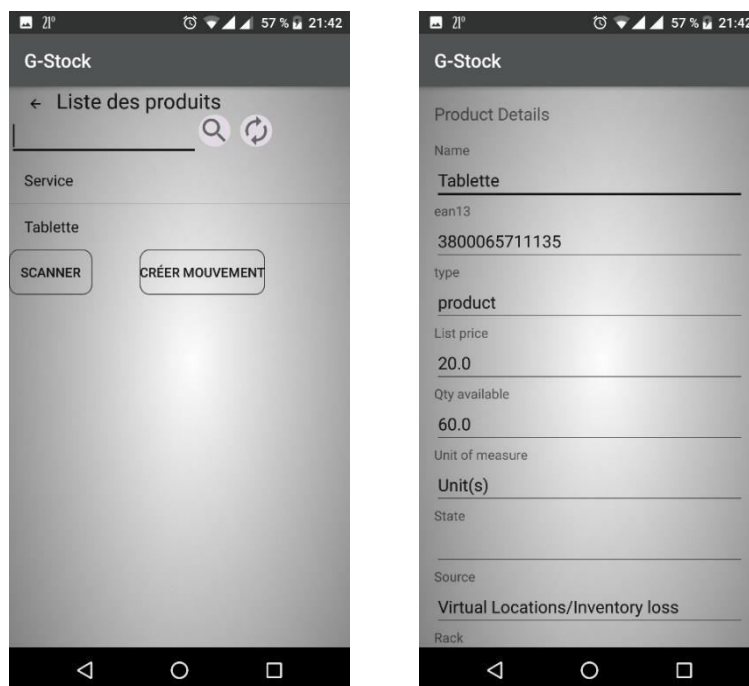 21° 57 % 21:42
G-Stock
← Liste des produits
Service
Tablette
SCANNER CRÉER MOUVEMENT
21° 57 % 21:42
G-Stock
Product Details
Name
Tablette
ean13
3800065711135
type
product
List price
20.0
Qty available
60.0
Unit of measure
Unit(s)
State
Source
Virtual Locations/Inventory loss
Rack